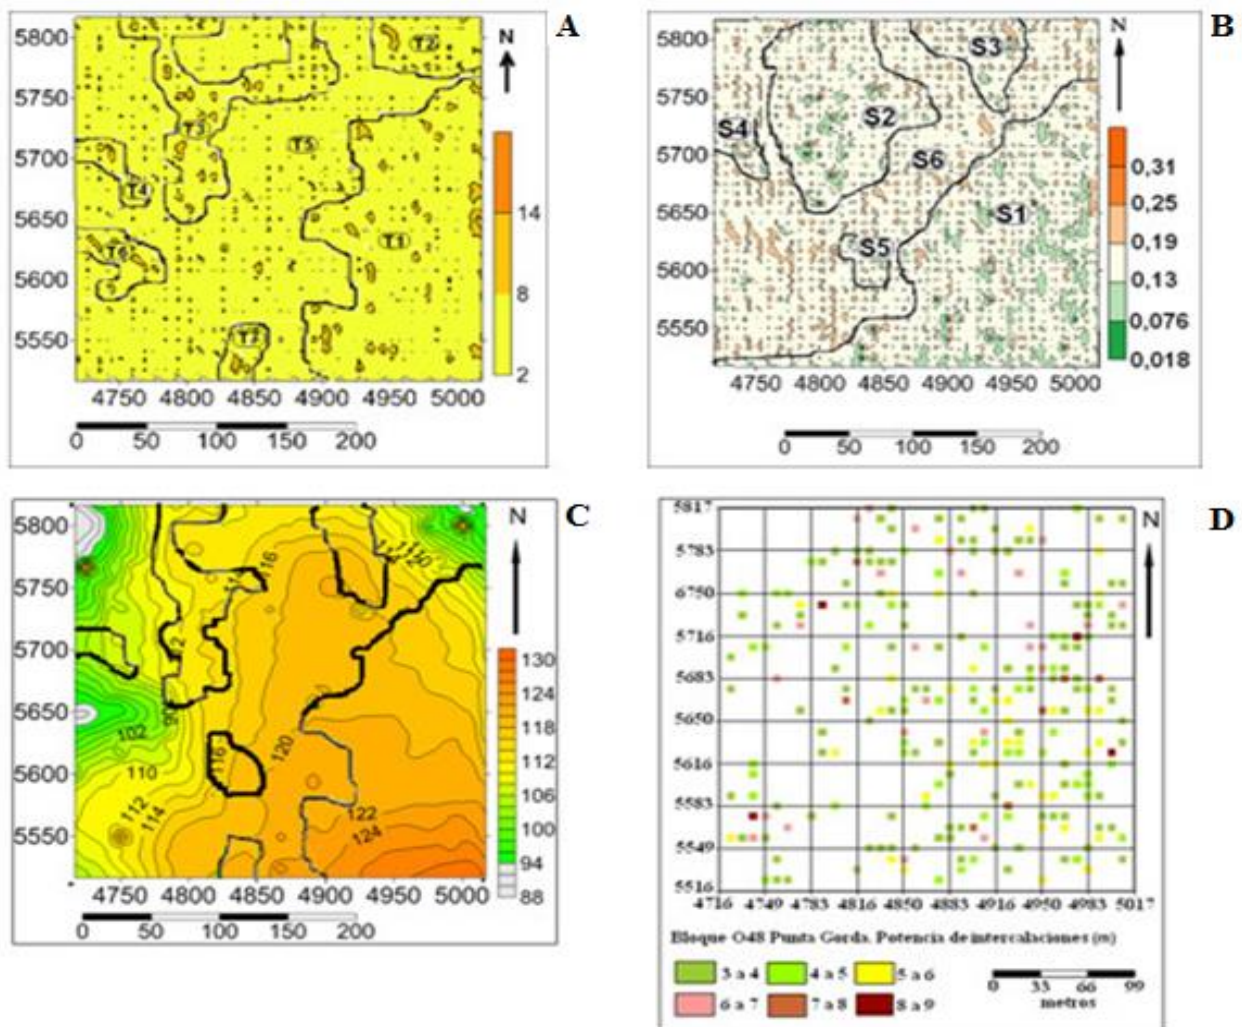 A
N
5800
5750
5700
5650
5600
5550
4750 4800 4850 4900 4950 5000
0 50 100 150 200
T2
T3
T5
T4
T1
T6
T7
14
8
2
B
N
5800
5750
5700
5650
5600
5550
4750 4800 4850 4900 4950 5000
0 50 100 150 200
S3
S2
S4
S6
S1
S5
0,31
0,25
0,19
0,13
0,076
0,018
C
N
5800
5750
5700
5650
5600
5550
4750 4800 4850 4900 4950 5000
0 50 100 150 200
116
102
110
112
114
116
120
122
124
130
124
118
112
106
100
94
88
D
N
5817
5783
5716
5683
5650
5616
5583
5549
5516
4716 4749 4783 4816 4850 4883 4916 4950 4983 5017
Bloque O48 Punta Gorda. Potencia de intercalaciones (m)
3 a 4 4 a 5 5 a 6
6 a 7 7 a 8 8 a 9
0 33 66 99
metros